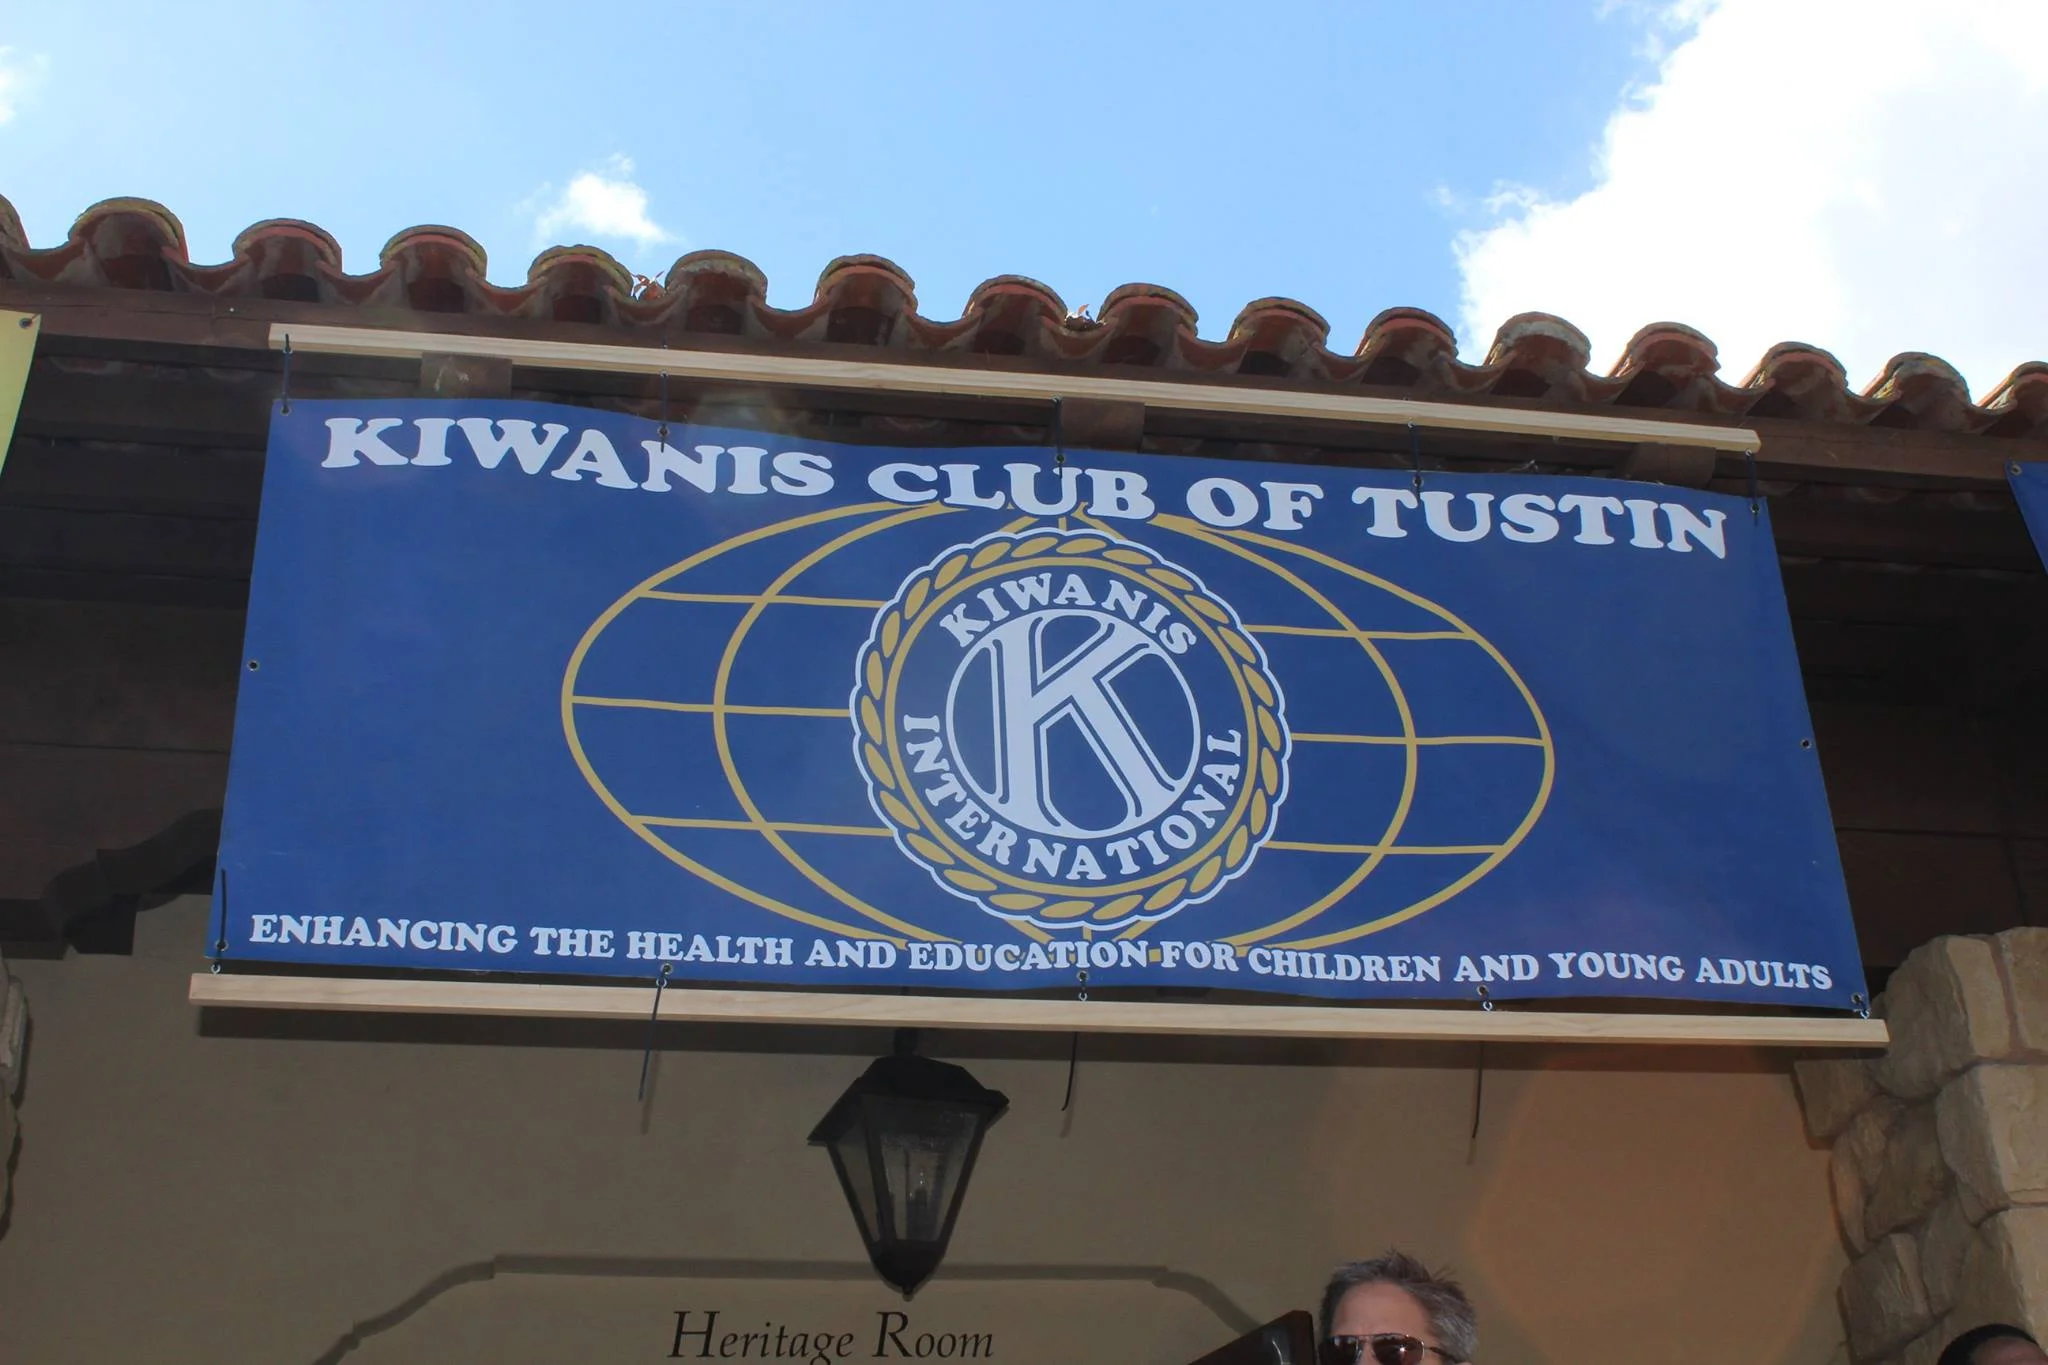 KIWANIS CLUB OF TUSTIN
KIWANIS
K
INTERNATIONAL
ENHANCING THE HEALTH AND EDUCATION FOR CHILDREN AND YOUNG ADULTS
Heritage Room